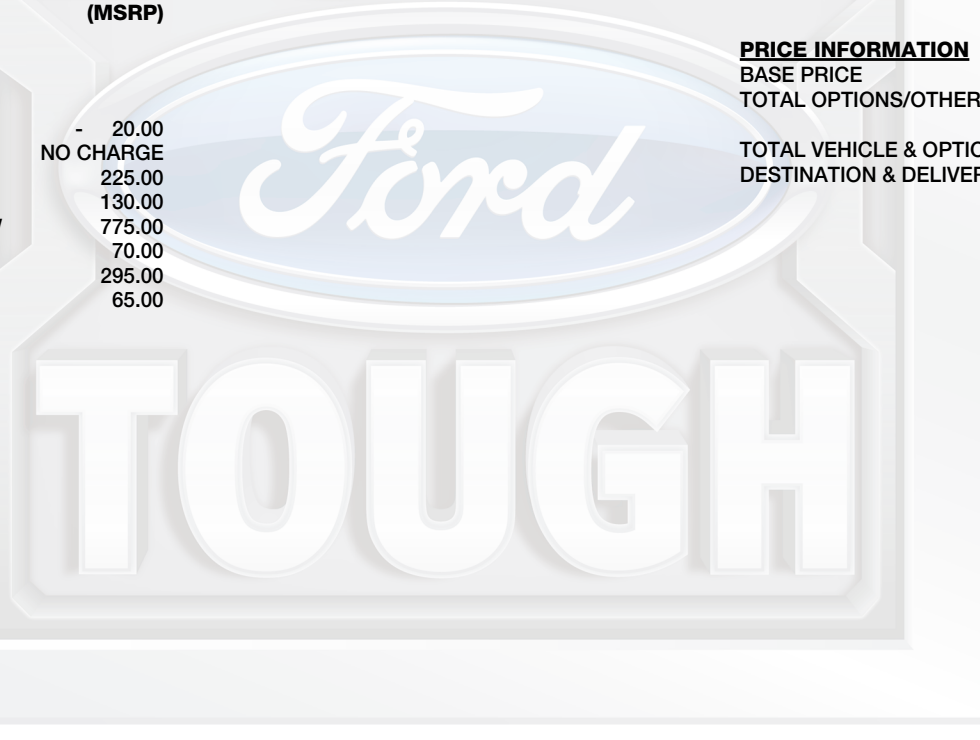 (MSRP)
- 20.00
NO CHARGE
225.00
130.00
775.00
70.00
295.00
65.00
PRICE INFORMATION
BASE PRICE
TOTAL OPTIONS/OTHER
TOTAL VEHICLE & OPTIO
DESTINATION & DELIVER
Ford
TOUGH